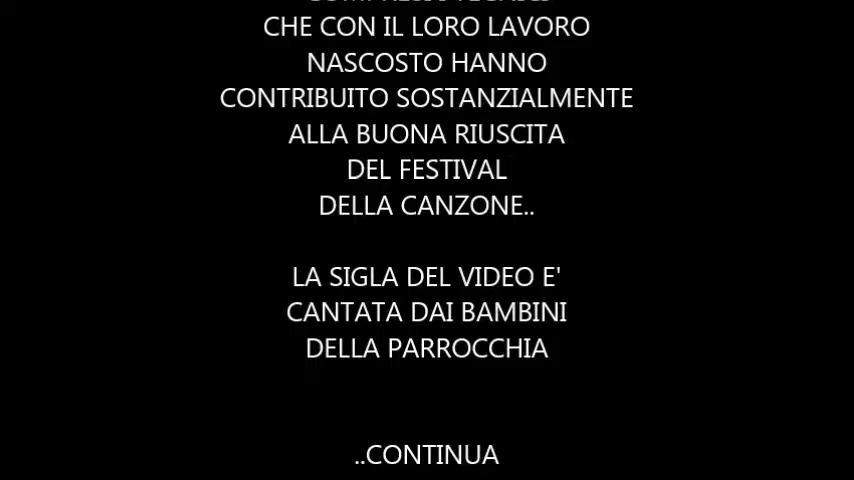 CHE CON IL LORO LAVORO
NASCOSTO HANNO
CONTRIBUITO SOSTANZIALMENTE
ALLA BUONA RIUSCITA
DEL FESTIVAL
DELLA CANZONE..
LA SIGLA DEL VIDEO E'
CANTATA DAI BAMBINI
DELLA PARROCCHIA
..CONTINUA